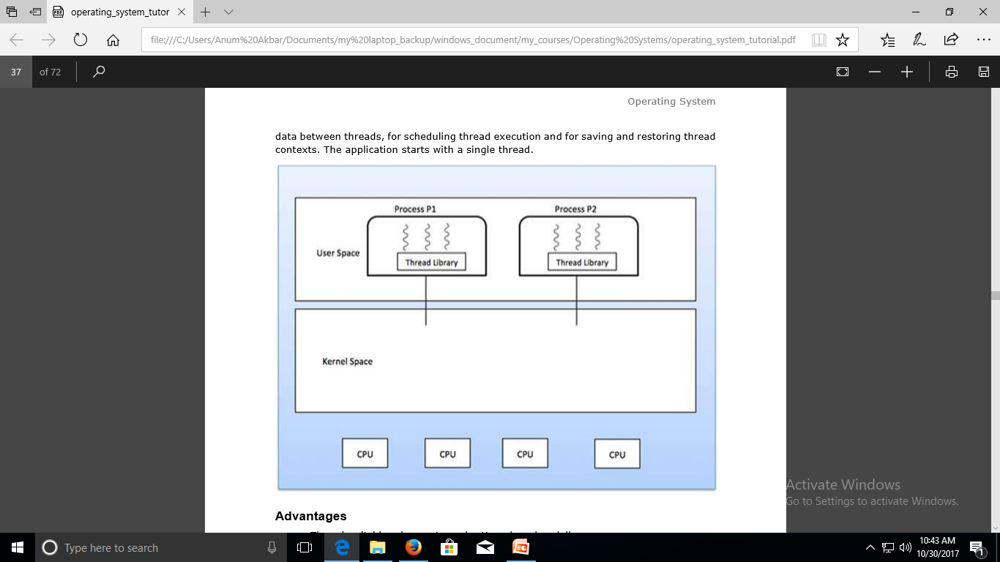 operating_system_tutor
file:///C:/Users/Anum%20Akbar/Documents/my%20laptop_backup/windows_document/my_courses/Operating%20Systems/operating_system_tutorial.pdf
37 of 72
Operating System
data between threads, for scheduling thread execution and for saving and restoring thread
contexts. The application starts with a single thread.
Process P1 Process P2
User Space
Thread Library Thread Library
Kernel Space
CPU CPU CPU CPU
Activate Windows
Go to Settings to activate Windows.
Advantages
Type here to search
10:43 AM
10/30/2017
1